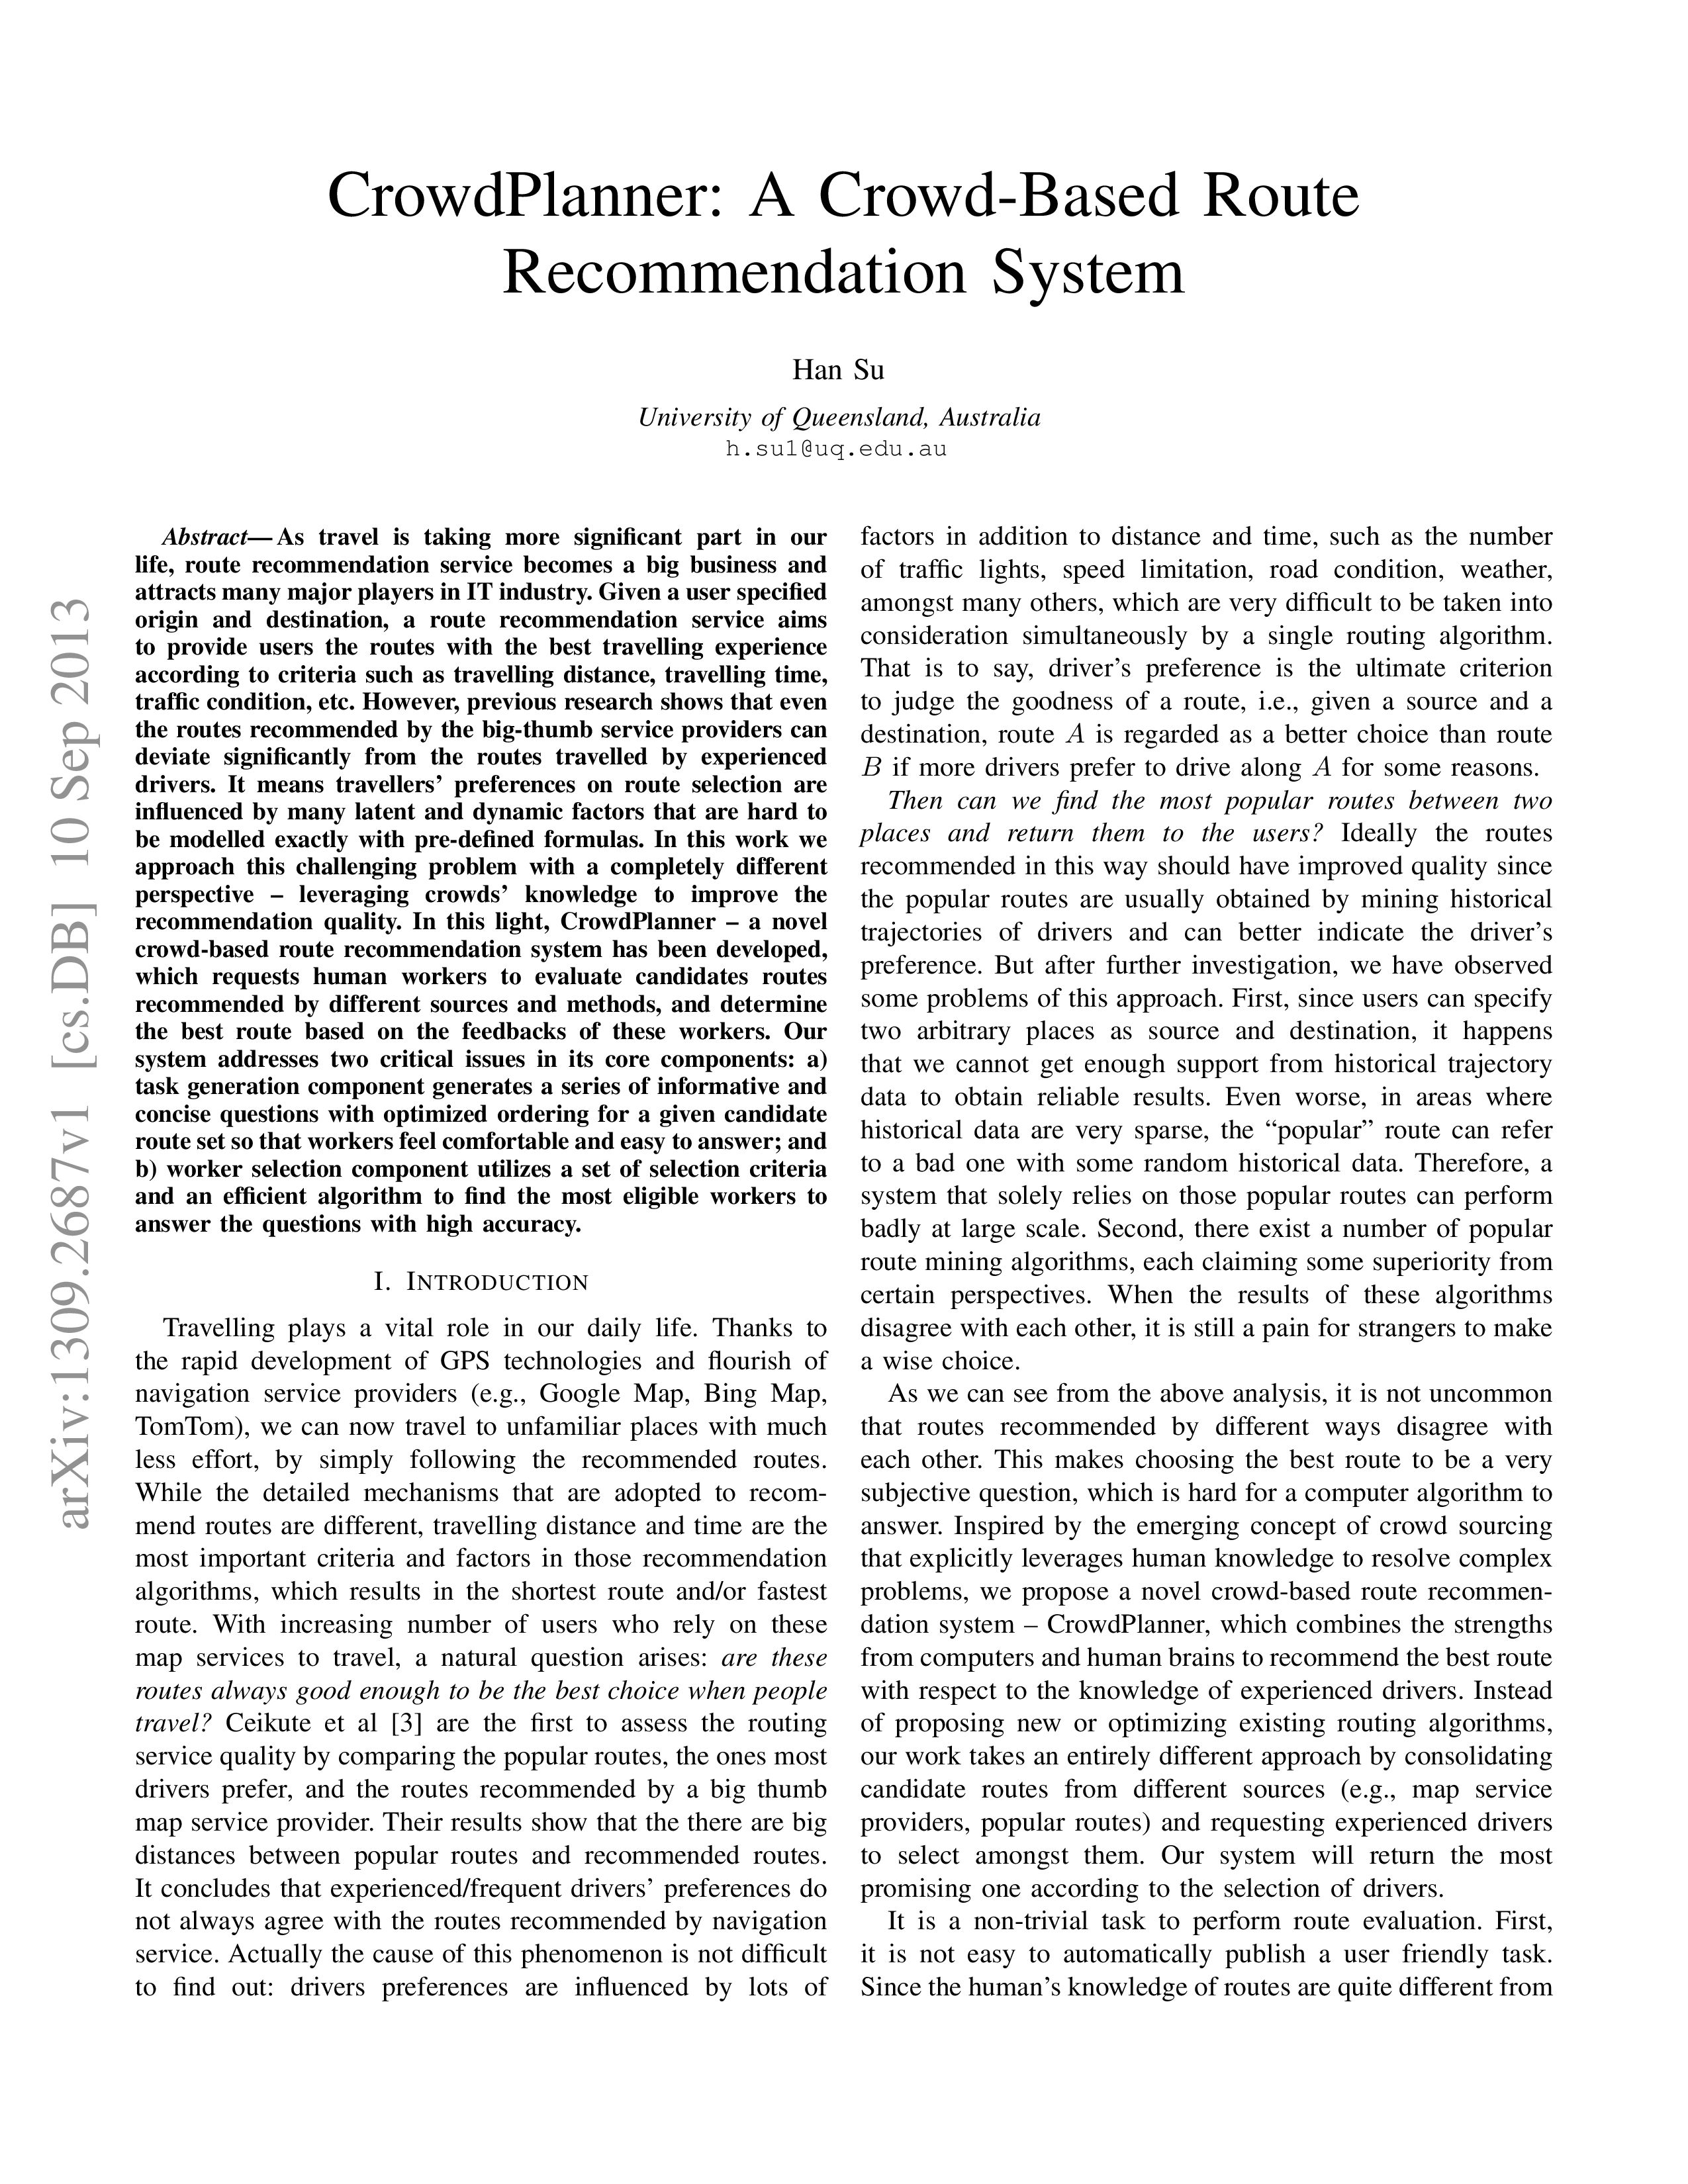 CrowdPlanner: A Crowd-Based Route
Recommendation System
Han Su
University of Queensland, Australia
h.su1@uq.edu.au
arXiv:1309.2687v1 [cs.DB] 10 Sep 2013
Abstract— As travel is taking more significant part in our
life, route recommendation service becomes a big business and
attracts many major players in IT industry. Given a user specified
origin and destination, a route recommendation service aims
to provide users the routes with the best travelling experience
according to criteria such as travelling distance, travelling time,
traffic condition, etc. However, previous research shows that even
the routes recommended by the big-thumb service providers can
deviate significantly from the routes travelled by experienced
drivers. It means travellers' preferences on route selection are
influenced by many latent and dynamic factors that are hard to
be modelled exactly with pre-defined formulas. In this work we
approach this challenging problem with a completely different
perspective – leveraging crowds' knowledge to improve the
recommendation quality. In this light, CrowdPlanner – a novel
crowd-based route recommendation system has been developed,
which requests human workers to evaluate candidates routes
recommended by different sources and methods, and determine
the best route based on the feedbacks of these workers. Our
system addresses two critical issues in its core components: a)
task generation component generates a series of informative and
concise questions with optimized ordering for a given candidate
route set so that workers feel comfortable and easy to answer; and
b) worker selection component utilizes a set of selection criteria
and an efficient algorithm to find the most eligible workers to
answer the questions with high accuracy.
I. INTRODUCTION
Travelling plays a vital role in our daily life. Thanks to
the rapid development of GPS technologies and flourish of
navigation service providers (e.g., Google Map, Bing Map,
TomTom), we can now travel to unfamiliar places with much
less effort, by simply following the recommended routes.
While the detailed mechanisms that are adopted to recom-
mend routes are different, travelling distance and time are the
most important criteria and factors in those recommendation
algorithms, which results in the shortest route and/or fastest
route. With increasing number of users who rely on these
map services to travel, a natural question arises: are these
routes always good enough to be the best choice when people
travel? Ceikute et al [3] are the first to assess the routing
service quality by comparing the popular routes, the ones most
drivers prefer, and the routes recommended by a big thumb
map service provider. Their results show that the there are big
distances between popular routes and recommended routes.
It concludes that experienced/frequent drivers' preferences do
not always agree with the routes recommended by navigation
service. Actually the cause of this phenomenon is not difficult
to find out: drivers preferences are influenced by lots of
factors in addition to distance and time, such as the number
of traffic lights, speed limitation, road condition, weather,
amongst many others, which are very difficult to be taken into
consideration simultaneously by a single routing algorithm.
That is to say, driver's preference is the ultimate criterion
to judge the goodness of a route, i.e., given a source and a
destination, route A is regarded as a better choice than route
B if more drivers prefer to drive along A for some reasons.
Then can we find the most popular routes between two
places and return them to the users? Ideally the routes
recommended in this way should have improved quality since
the popular routes are usually obtained by mining historical
trajectories of drivers and can better indicate the driver's
preference. But after further investigation, we have observed
some problems of this approach. First, since users can specify
two arbitrary places as source and destination, it happens
that we cannot get enough support from historical trajectory
data to obtain reliable results. Even worse, in areas where
historical data are very sparse, the “popular” route can refer
to a bad one with some random historical data. Therefore, a
system that solely relies on those popular routes can perform
badly at large scale. Second, there exist a number of popular
route mining algorithms, each claiming some superiority from
certain perspectives. When the results of these algorithms
disagree with each other, it is still a pain for strangers to make
a wise choice.
As we can see from the above analysis, it is not uncommon
that routes recommended by different ways disagree with
each other. This makes choosing the best route to be a very
subjective question, which is hard for a computer algorithm to
answer. Inspired by the emerging concept of crowd sourcing
that explicitly leverages human knowledge to resolve complex
problems, we propose a novel crowd-based route recommen-
dation system – CrowdPlanner, which combines the strengths
from computers and human brains to recommend the best route
with respect to the knowledge of experienced drivers. Instead
of proposing new or optimizing existing routing algorithms,
our work takes an entirely different approach by consolidating
candidate routes from different sources (e.g., map service
providers, popular routes) and requesting experienced drivers
to select amongst them. Our system will return the most
promising one according to the selection of drivers.
It is a non-trivial task to perform route evaluation. First,
it is not easy to automatically publish a user friendly task.
Since the human's knowledge of routes are quite different from